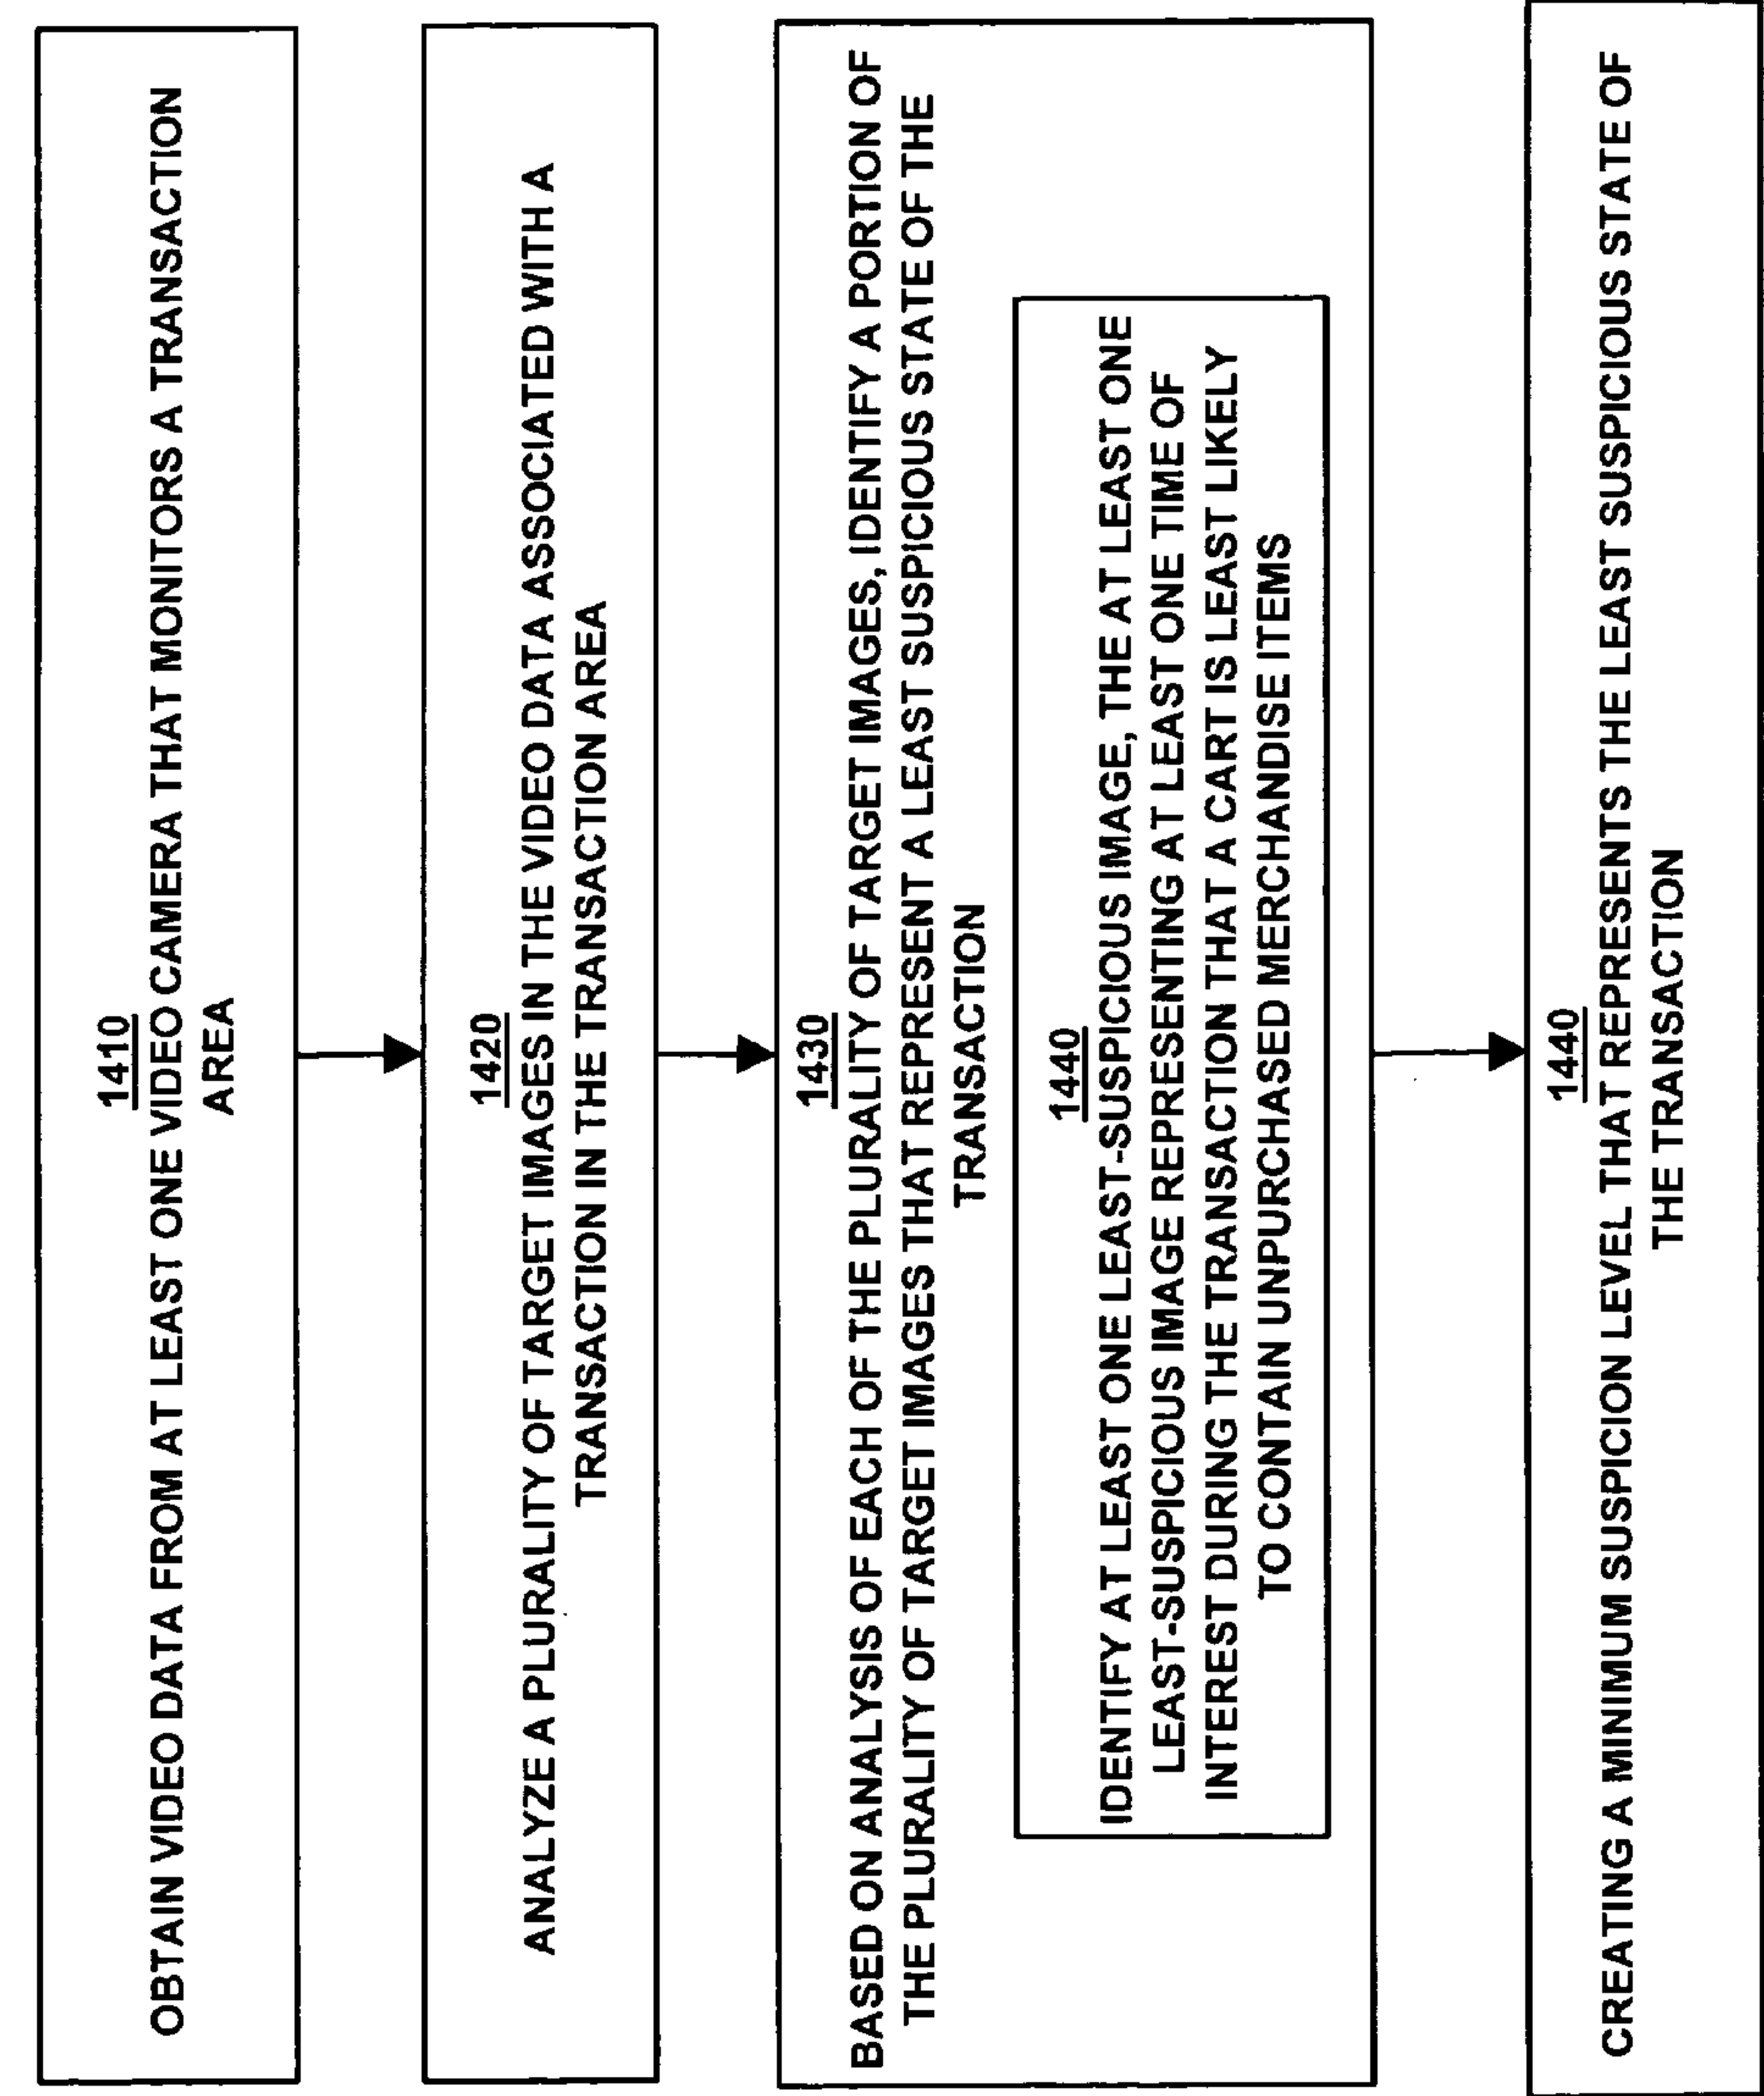 1410
OBTAIN VIDEO DATA FROM AT LEAST ONE VIDEO CAMERA THAT MONITORS A TRANSACTION
AREA
1420
ANALYZE A PLURALITY OF TARGET IMAGES IN THE VIDEO DATA ASSOCIATED WITH A
TRANSACTION IN THE TRANSACTION AREA
1430
BASED ON ANALYSIS OF EACH OF THE PLURALITY OF TARGET IMAGES, IDENTIFY A PORTION OF
THE PLURALITY OF TARGET IMAGES THAT REPRESENT A LEAST SUSPICIOUS STATE OF THE
TRANSACTION
1440
IDENTIFY AT LEAST ONE LEAST-SUSPICIOUS IMAGE, THE AT LEAST ONE
LEAST-SUSPICIOUS IMAGE REPRESENTING AT LEAST ONE TIME OF
INTEREST DURING THE TRANSACTION THAT A CART IS LEAST LIKELY
TO CONTAIN UNPURCHASED MERCHANDISE ITEMS
1440
CREATING A MINIMUM SUSPICION LEVEL THAT REPRESENTS THE LEAST SUSPICIOUS STATE OF
THE TRANSACTION